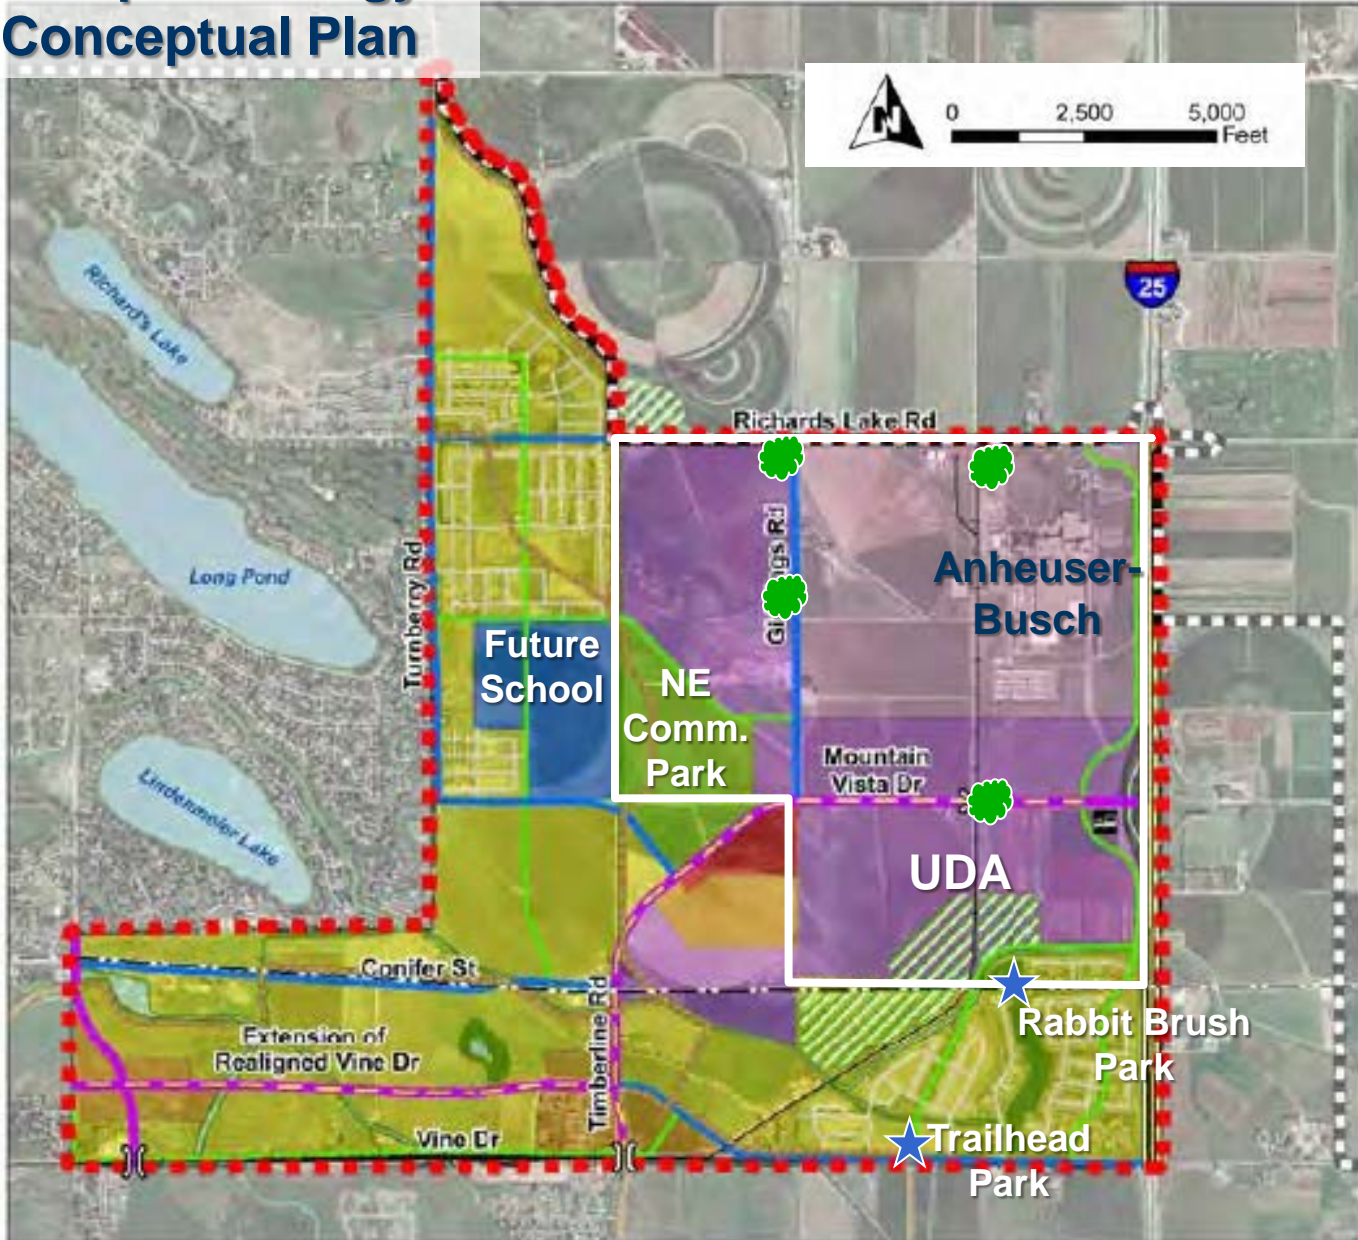 Conceptual Plan
N
0 2,500 5,000
Feet
25
Richard's Lake
Richards Lake Rd
Long Pond
Turnberry Rd
Anheuser-
Busch
Future
School
NE
Comm.
Park
Mountain
Vista Dr
Lindenmeier Lake
UDA
Conifer St
Timberline Rd
Extension of
Realigned Vine Dr
Rabbit Brush
Park
Vine Dr
Trailhead
Park